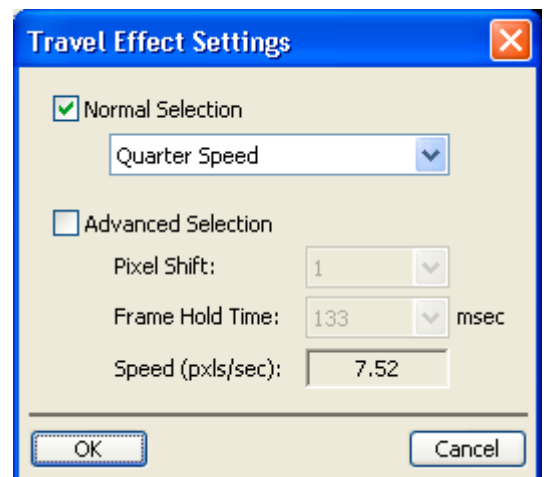 Travel Effect Settings
Normal Selection
Quarter Speed
Advanced Selection
Pixel Shift: 1
Frame Hold Time: 133 msec
Speed (pxls/sec): 7.52
OK Cancel